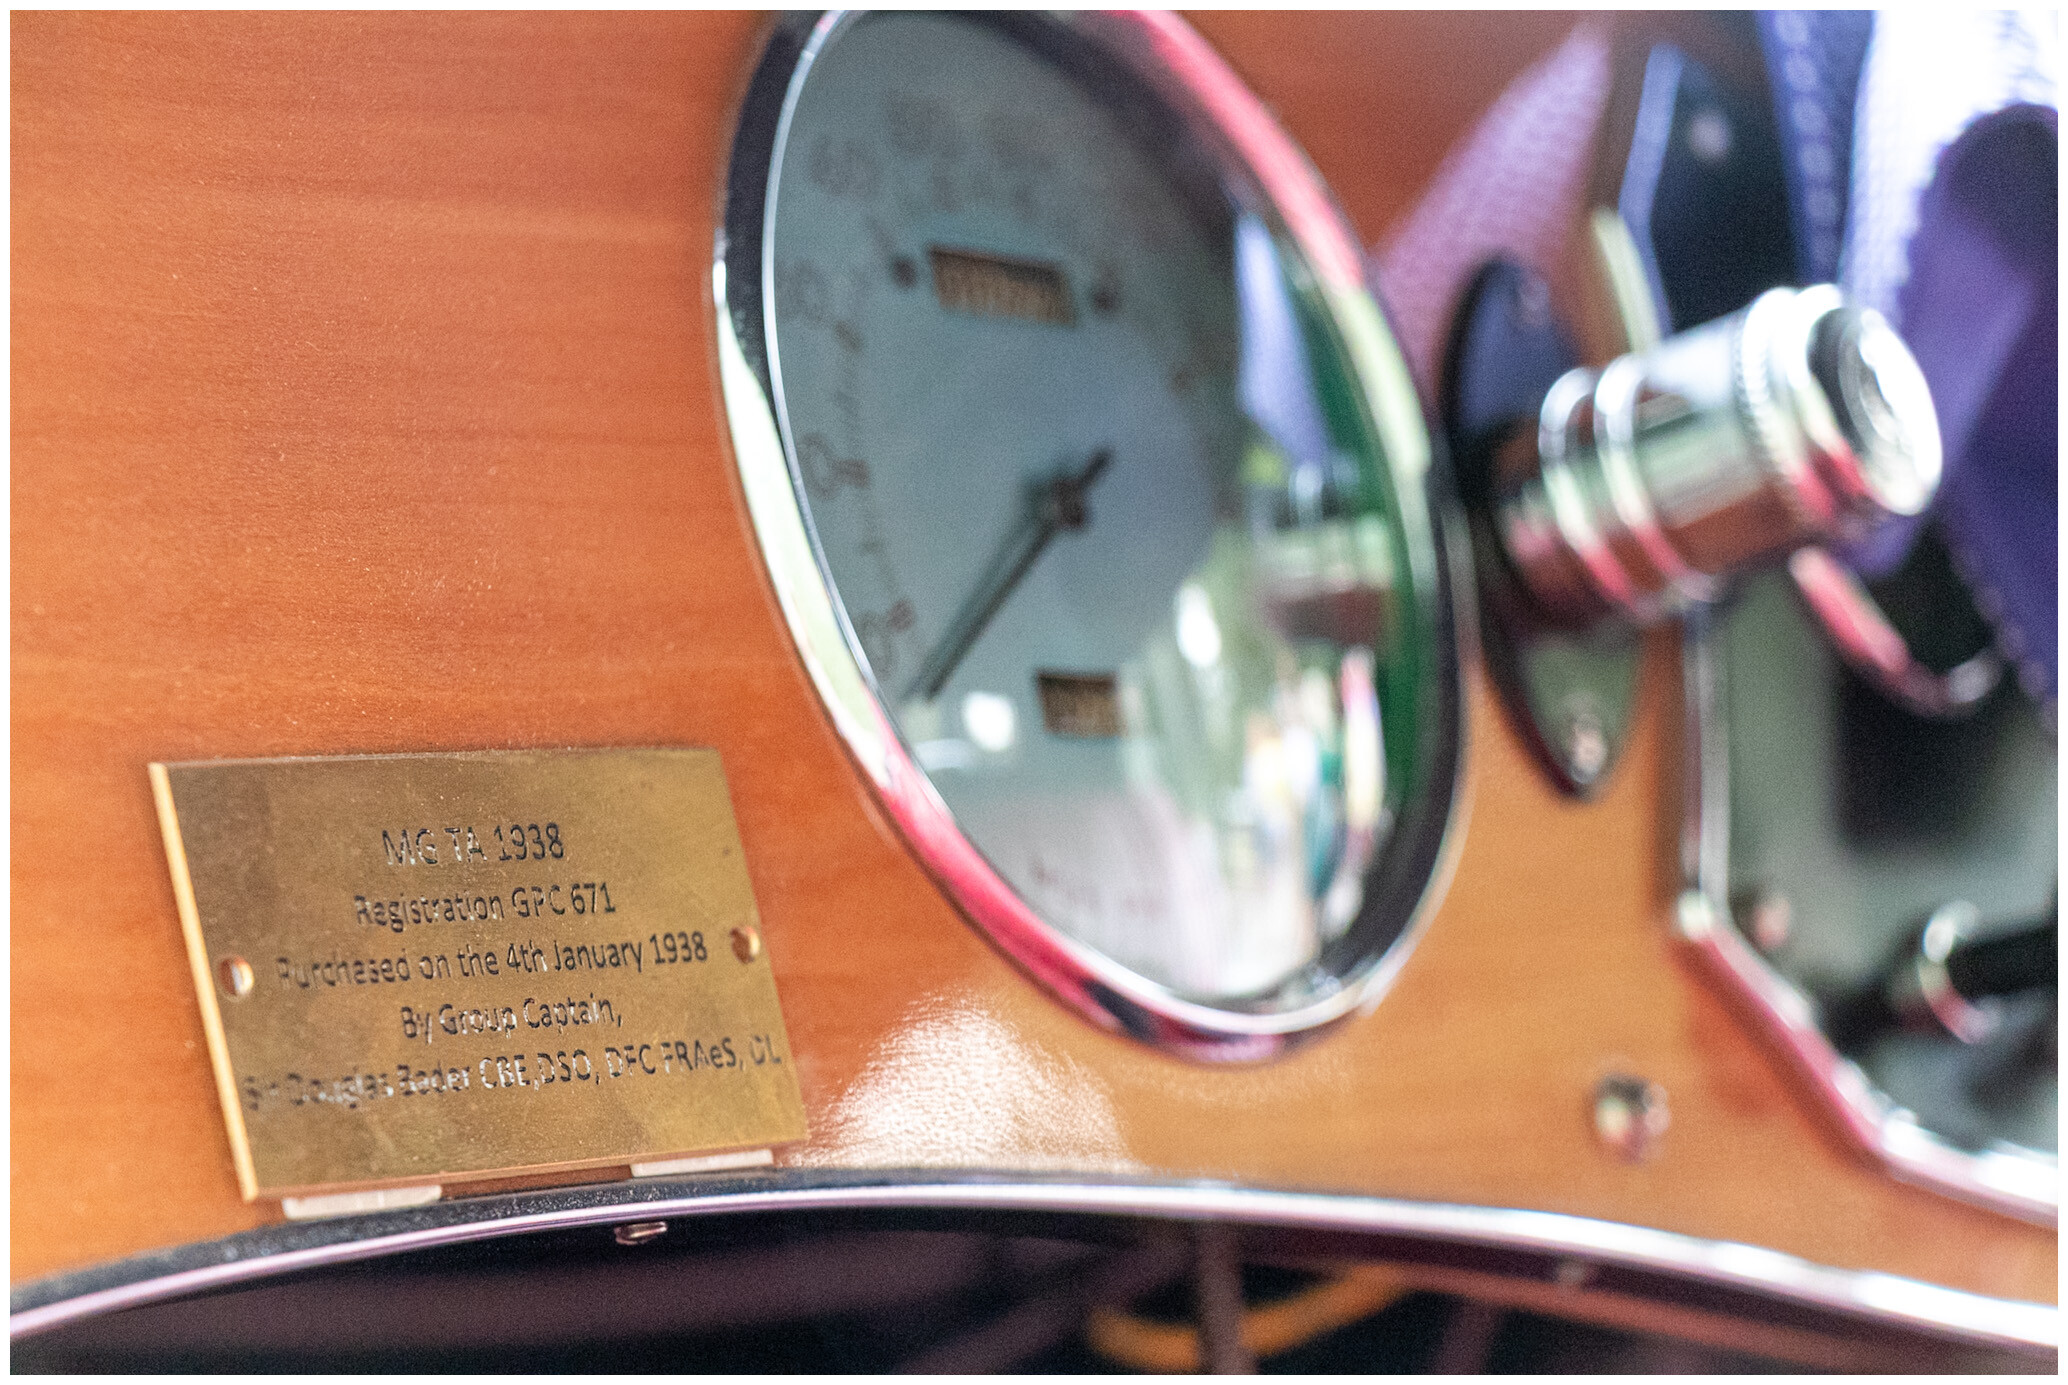 MG TA 1938
Registration GPC 671
Purchased on the 4th January 1938
By Group Captain,
Sir Douglas Bader CBE,DSO, DFC FRAeS, DL